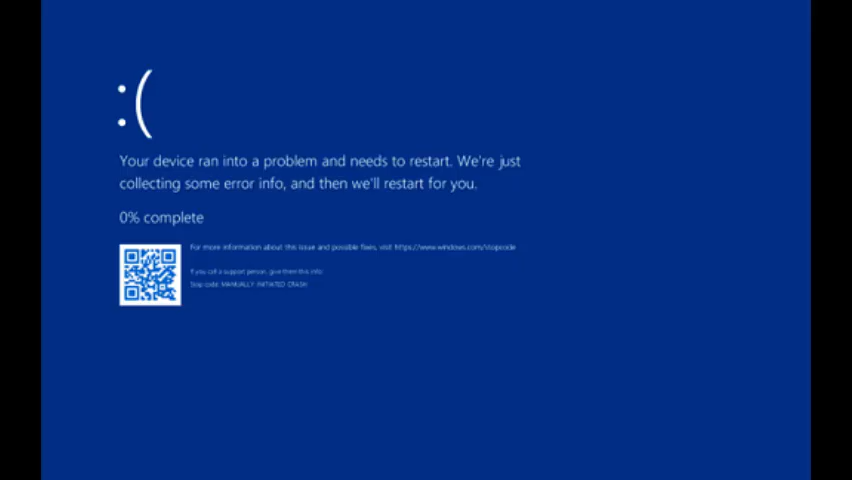 :(
Your device ran into a problem and needs to restart. We're just
collecting some error info, and then we'll restart for you.
0% complete
For more information about this issue and possible fixes, visit https://www.windows.com/stopcode
If you call a support person, give them this info:
Stop code: MANUALLY INITIATED CRASH